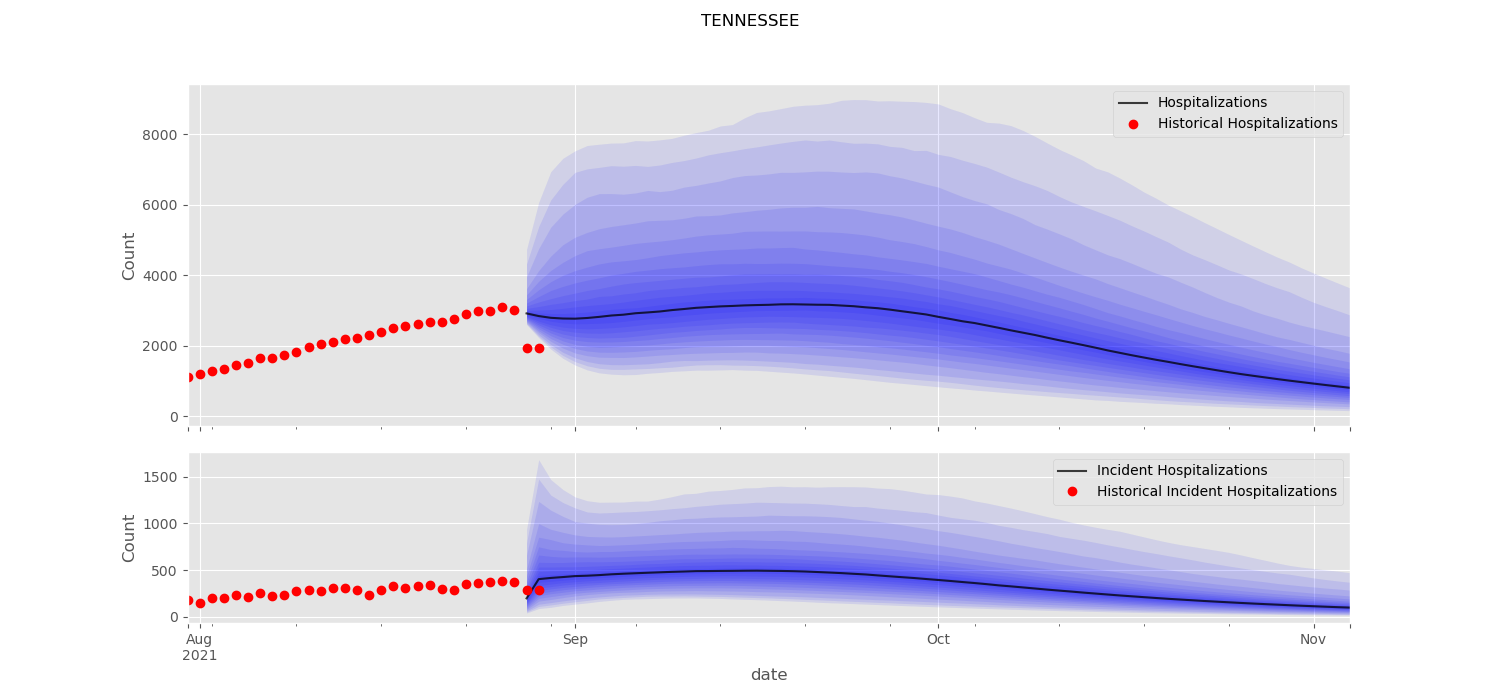 TENNESSEE
Hospitalizations
Historical Hospitalizations
8000
6000
4000
2000
0
Count
Incident Hospitalizations
Historical Incident Hospitalizations
1500
1000
500
0
Count
Aug Sep Oct Nov
2021
date